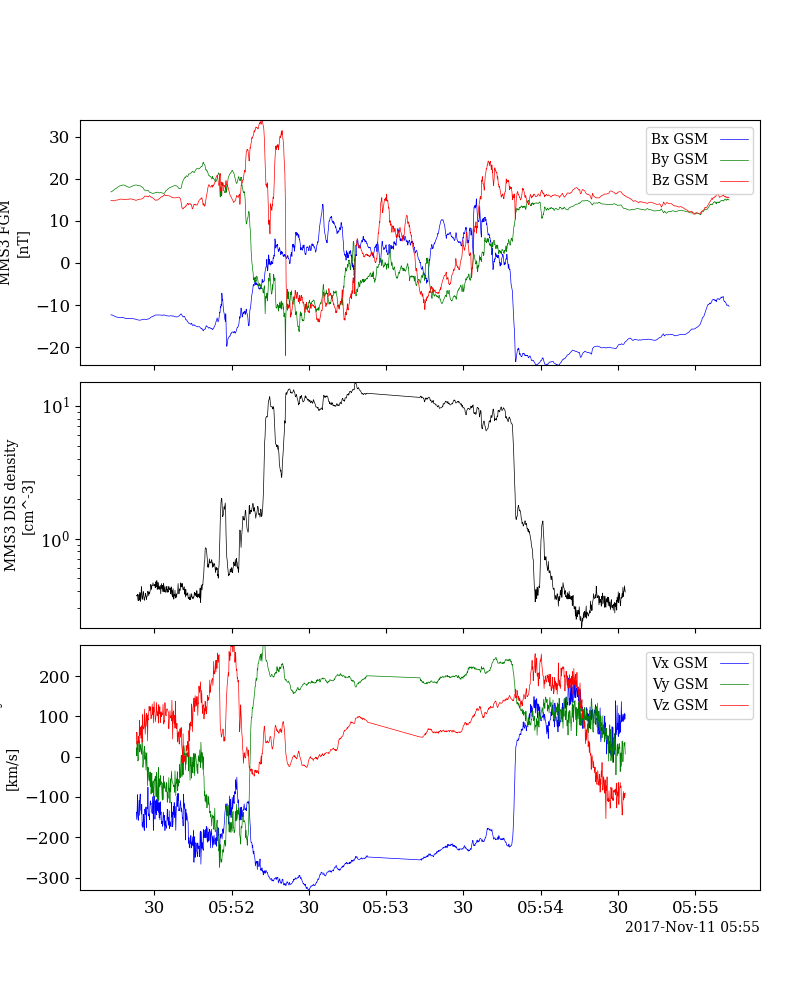 30
20
10
0
−10
−20
MMS3 FGM
[nT]
Bx GSM
By GSM
Bz GSM
10^1
10^0
MMS3 DIS density
[cm^-3]
200
100
0
−100
−200
−300
[km/s]
Vx GSM
Vy GSM
Vz GSM
30 05:52 30 05:53 30 05:54 30 05:55
2017-Nov-11 05:55